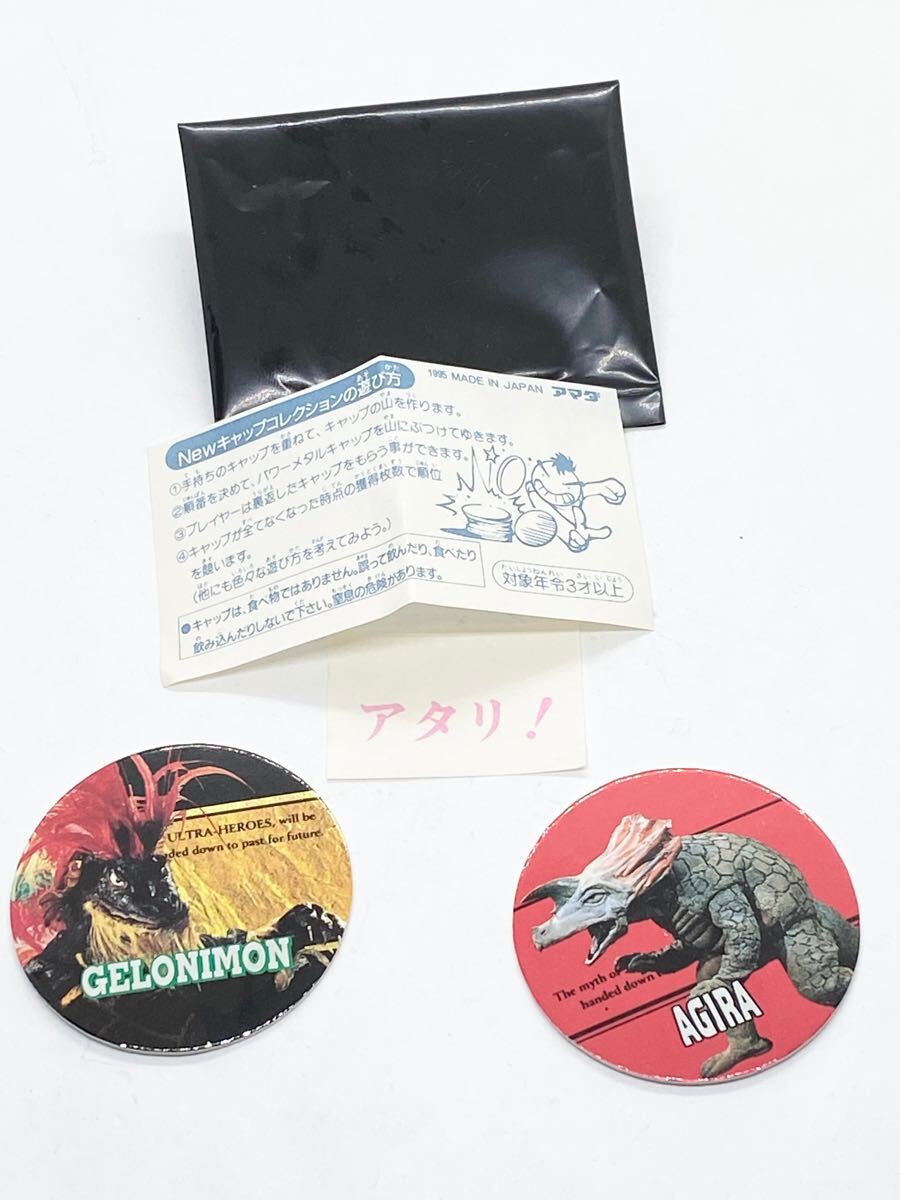 1995 MADE IN JAPAN アマダ
Newキャップコレクションの遊び方
①手持ちのキャップを重ねて、キャップの山を作ります。
②順番を決めて、パワーメタルキャップを山にぶつけてゆきます。
③プレイヤーは裏返したキャップをもらう事ができます。
④キャップが全てなくなった時点の獲得枚数で順位
を競います。
(他にも色々な遊び方を考えてみよう。)
●キャップは、食べ物ではありません。誤って飲んだり、食べたり
飲み込んだりしないで下さい。窒息の危険があります。
対象年令3才以上
アタリ!
ULTRA-HEROES, will be
ded down to past for future.
GELONIMON
The myth of
handed down
AGIRA